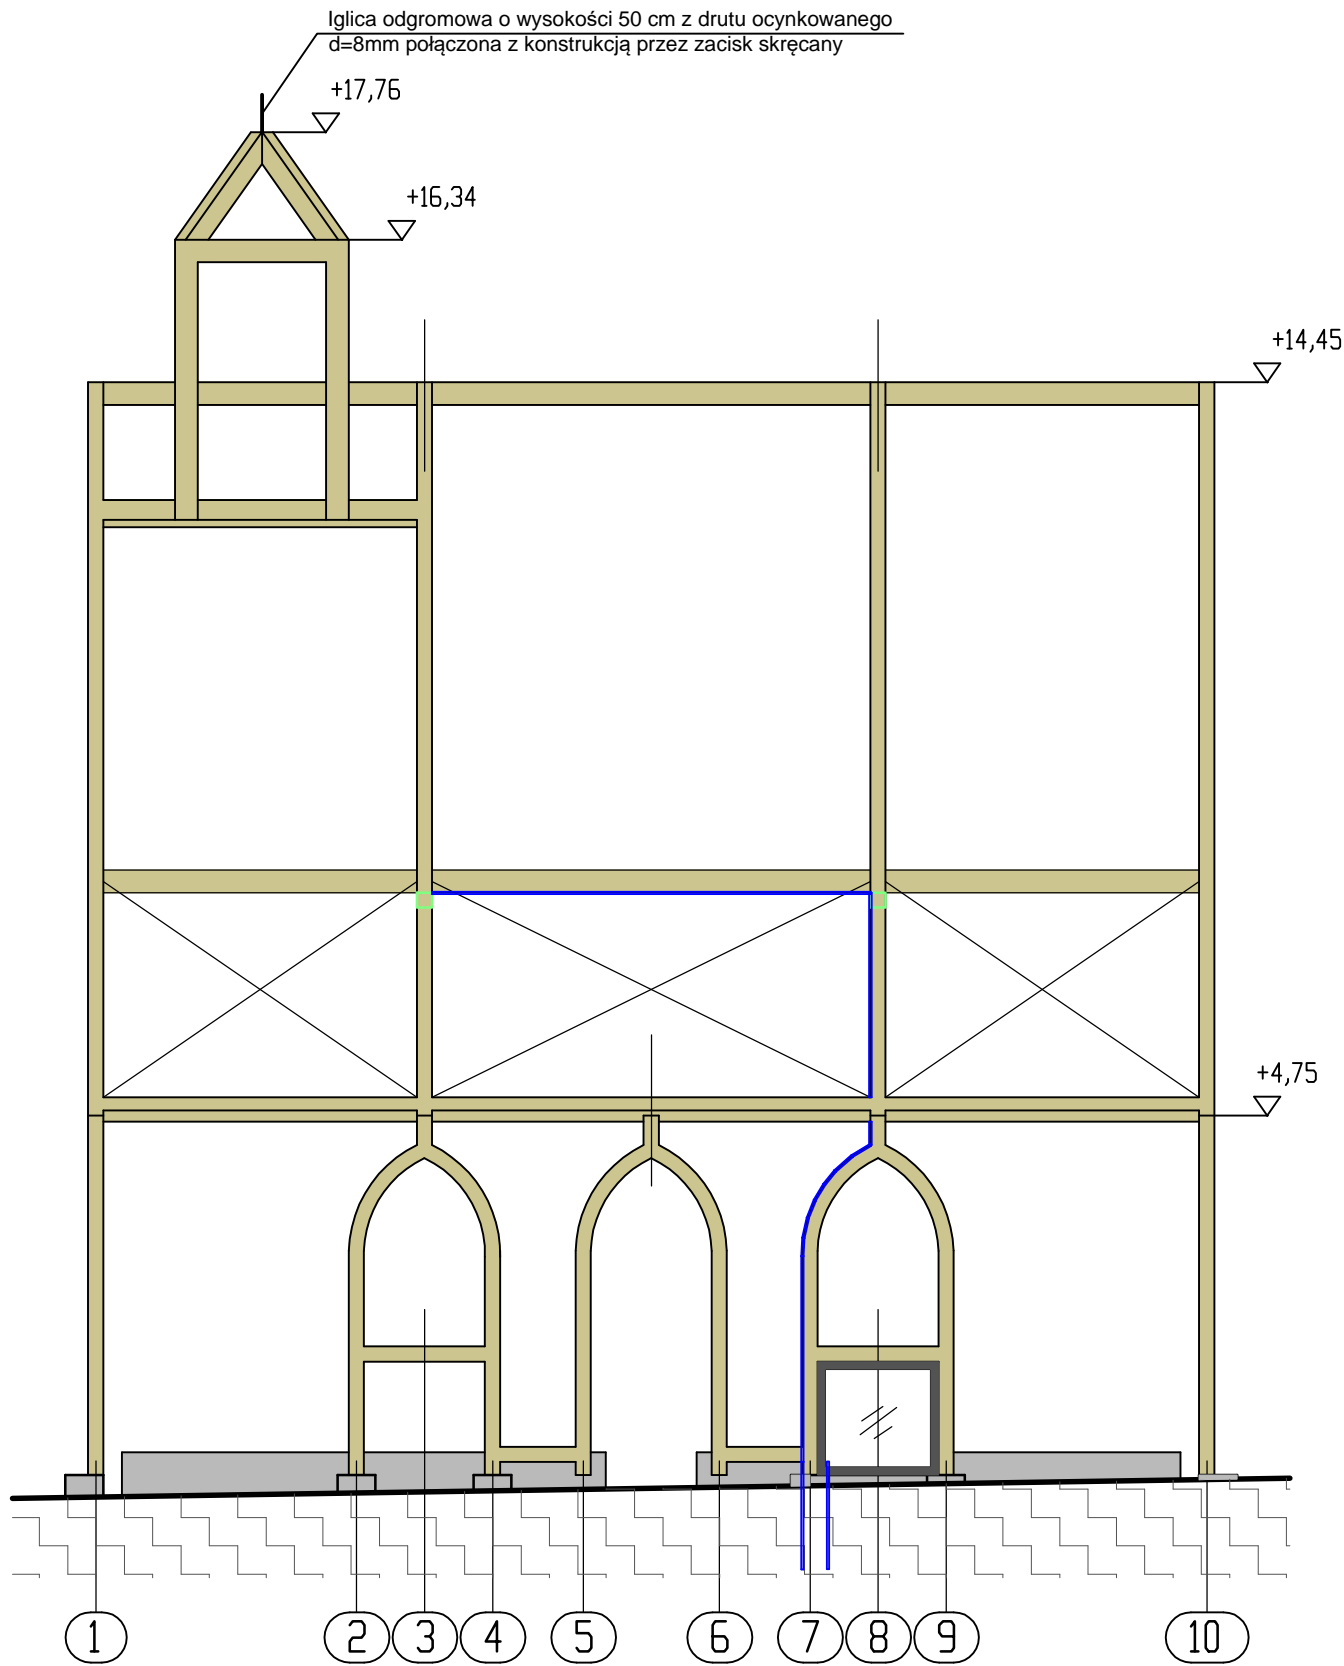 Iglica odgromowa o wysokości 50 cm z drutu ocynkowanego
d=8mm połączona z konstrukcją przez zacisk skręcany
+17,76
+16,34
+14,45
+4,75
1 2 3 4 5 6 7 8 9 10